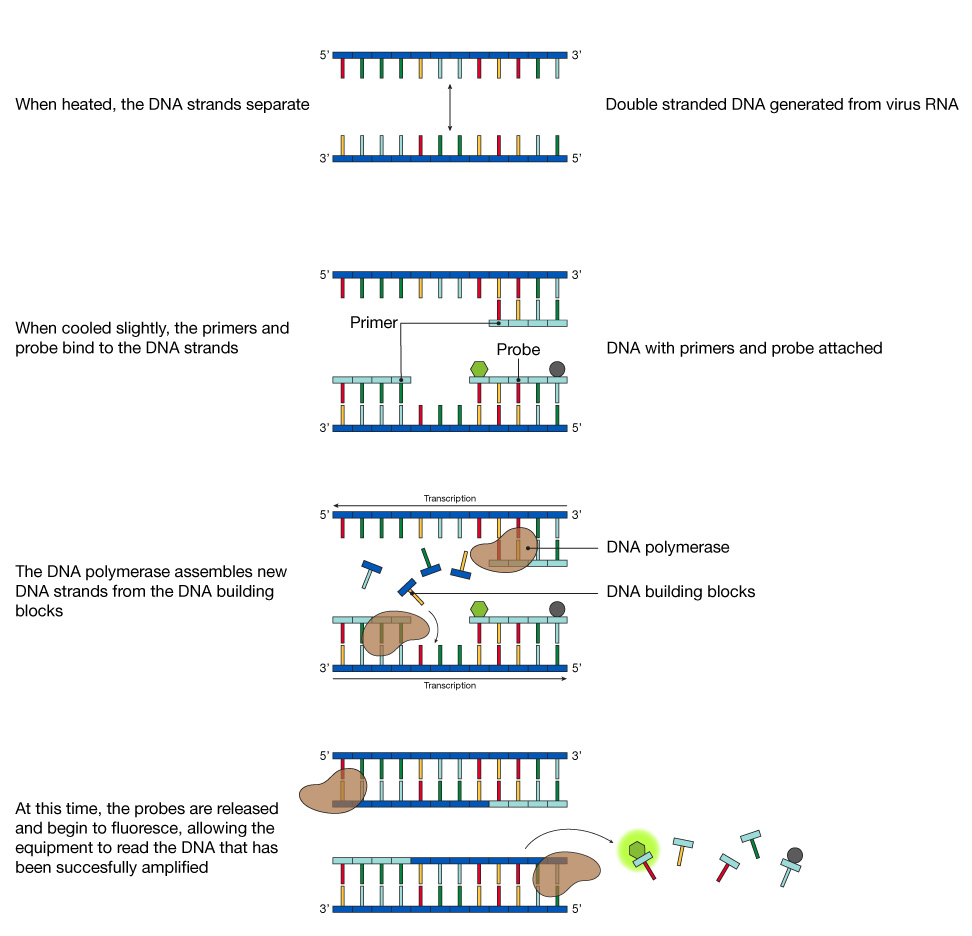 5’
3’
When heated, the DNA strands separate
Double stranded DNA generated from virus RNA
3’
5’
5’
3’
When cooled slightly, the primers and
probe bind to the DNA strands
Primer
Probe
DNA with primers and probe attached
3’
5’
Transcription
5’
3’
DNA polymerase
The DNA polymerase assembles new
DNA strands from the DNA building
blocks
DNA building blocks
3’
5’
Transcription
5’
3’
At this time, the probes are released
and begin to fluoresce, allowing the
equipment to read the DNA that has
been succesfully amplified
3’
5’